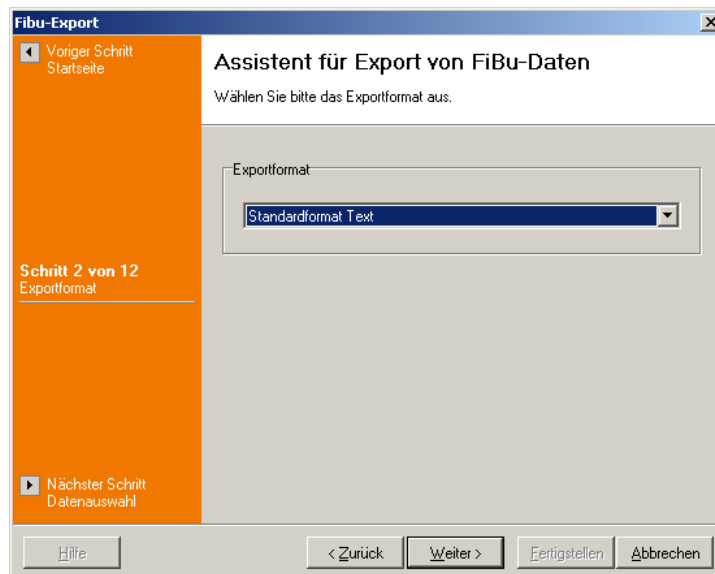 Fibu-Export
Voriger Schritt
Startseite
Assistent für Export von FiBu-Daten
Wählen Sie bitte das Exportformat aus.
Exportformat
Standardformat Text
Schritt 2 von 12
Exportformat
Nächster Schritt
Datenauswahl
Hilfe
< Zurück
Weiter >
Fertigstellen
Abbrechen